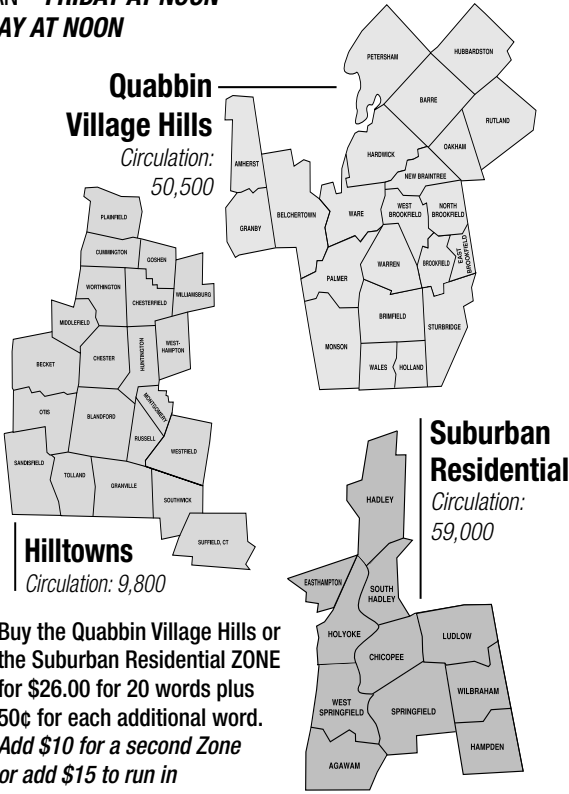 FRIDAY AT NOON
AY AT NOON
Quabbin
Village Hills
Circulation:
50,500
PETERSHAM
HUBBARDSTON
BARRE
RUTLAND
OAKHAM
HARDWICK
NEW BRAINTREE
AMHERST
BELCHERTOWN
GRANBY
WARE
WEST
BROOKFIELD
NORTH
BROOKFIELD
EAST
BROOKFIELD
BROOKFIELD
WARREN
PALMER
BRIMFIELD
STURBRIDGE
MONSON
WALES
HOLLAND
PLAINFIELD
CUMMINGTON
GOSHEN
WORTHINGTON
CHESTERFIELD
WILLIAMSBURG
MIDDLEFIELD
BECKET
CHESTER
HUNTINGTON
WEST-
HAMPTON
OTIS
BLANDFORD
MONTGOMERY
RUSSELL
WESTFIELD
SANDISFIELD
TOLLAND
GRANVILLE
SOUTHWICK
SUFFIELD, CT
Hilltowns
Circulation: 9,800
Suburban
Residential
Circulation:
59,000
HADLEY
EASTHAMPTON
SOUTH
HADLEY
HOLYOKE
CHICOPEE
LUDLOW
WEST
SPRINGFIELD
SPRINGFIELD
WILBRAHAM
AGAWAM
HAMPDEN
Buy the Quabbin Village Hills or
the Suburban Residential ZONE
for $26.00 for 20 words plus
50¢ for each additional word.
Add $10 for a second Zone
or add $15 to run in